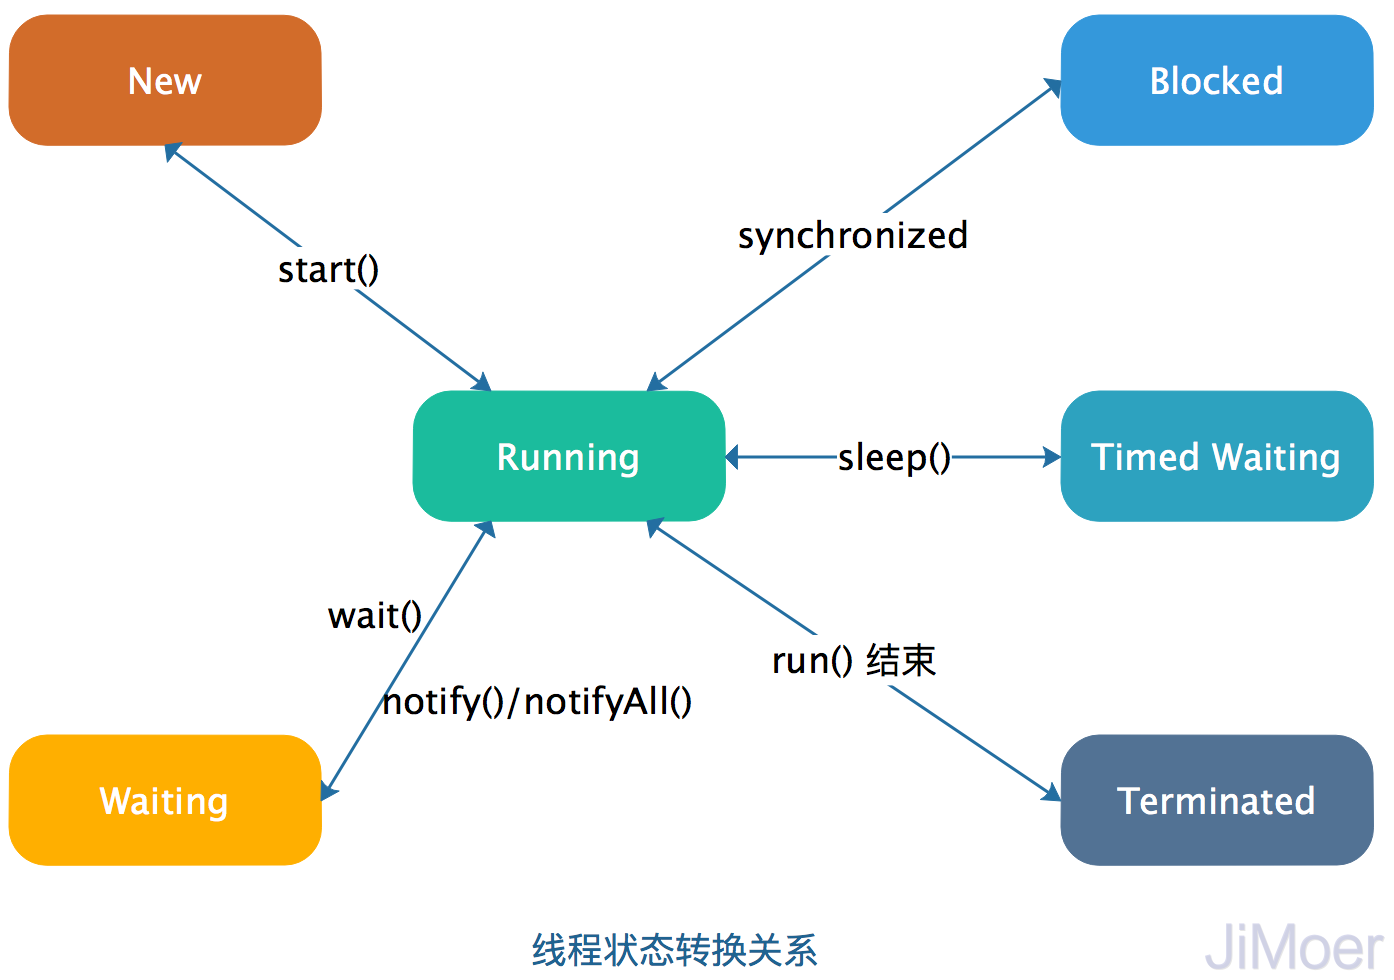 New
Blocked
synchronized
start()
Running
sleep()
Timed Waiting
wait()
run() 结束
notify()/notifyAll()
Waiting
Terminated
线程状态转换关系
JiMoer